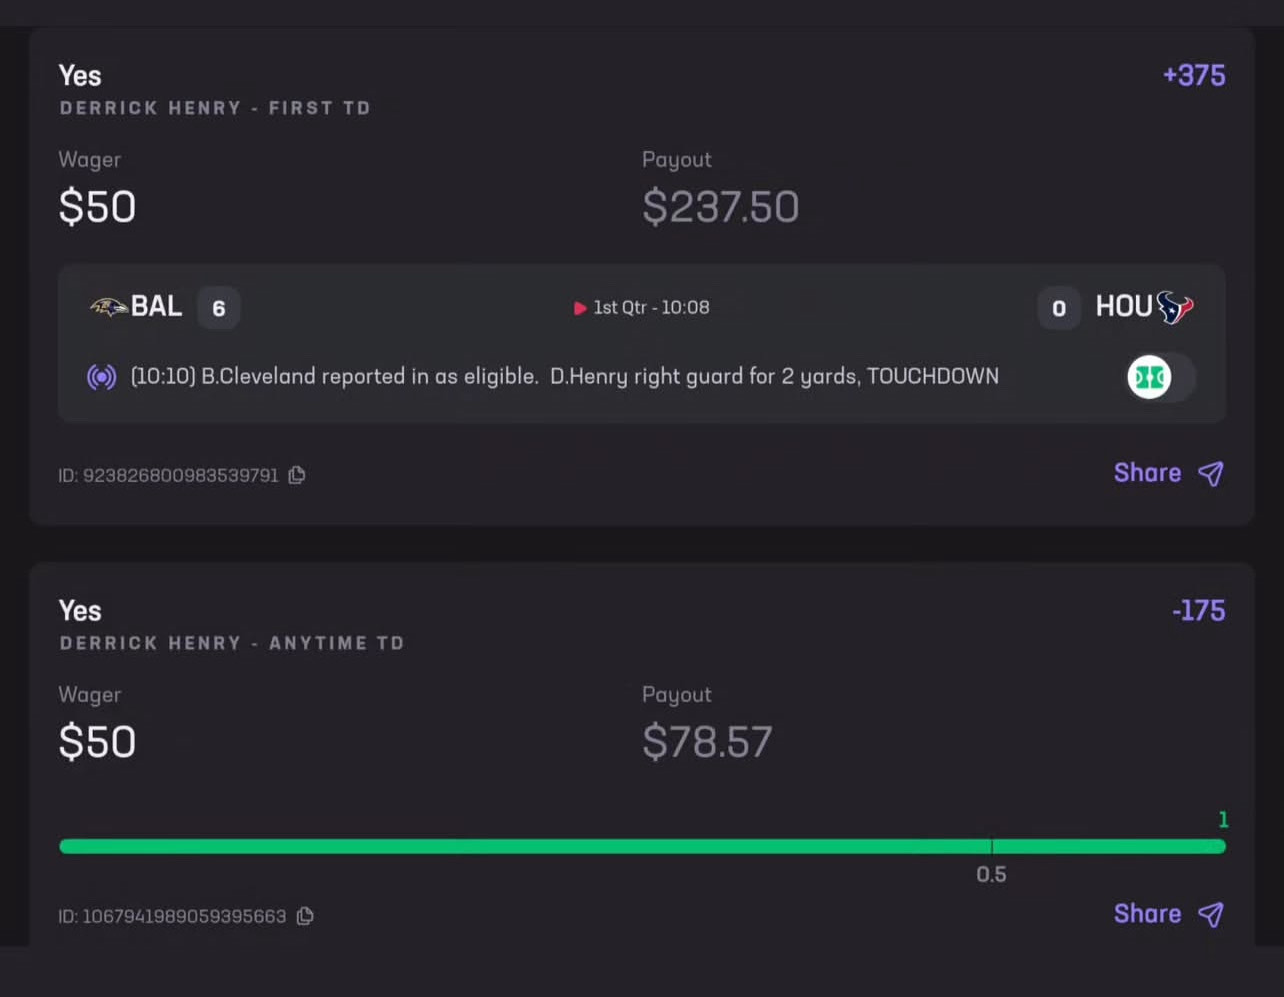 Yes
+375
DERRICK HENRY - FIRST TD
Wager
Payout
$50
$237.50
BAL 6
1st Qtr - 10:08
0 HOU
(10:10) B.Cleveland reported in as eligible.  D.Henry right guard for 2 yards, TOUCHDOWN
ID: 923826800983539791
Share
Yes
-175
DERRICK HENRY - ANYTIME TD
Wager
Payout
$50
$78.57
1
0.5
ID: 1067941989059395663
Share